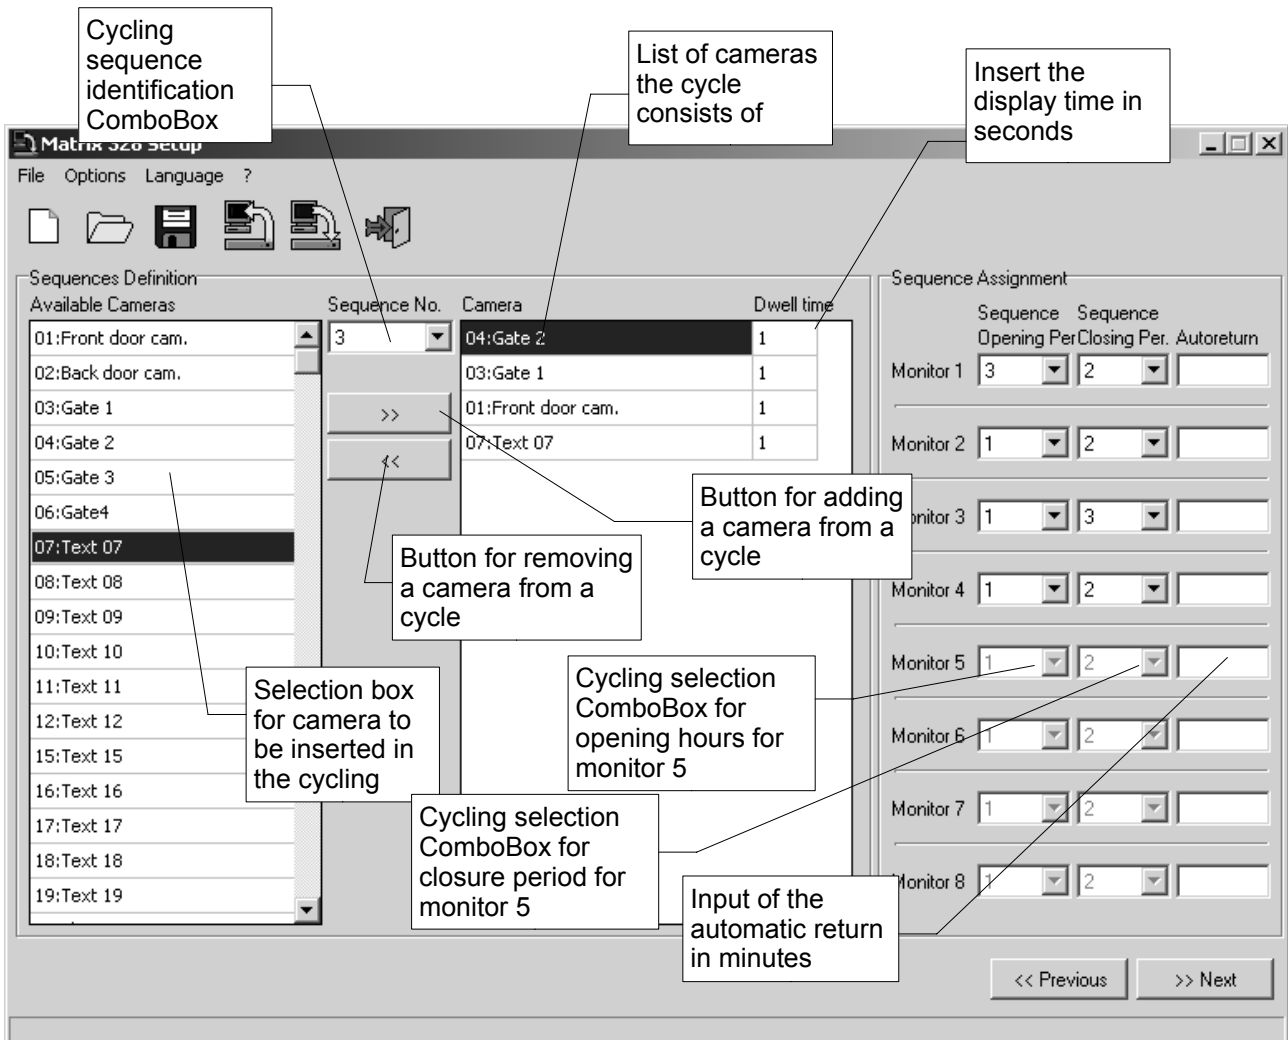 Cycling
sequence
identification
ComboBox
List of cameras
the cycle
consists of
Insert the
display time in
seconds
Matrix 328 Setup
File Options Language ?
Sequences Definition
Available Cameras
01:Front door cam.
02:Back door cam.
03:Gate 1
04:Gate 2
05:Gate 3
06:Gate4
07:Text 07
08:Text 08
09:Text 09
10:Text 10
11:Text 11
12:Text 12
15:Text 15
16:Text 16
17:Text 17
18:Text 18
19:Text 19
Sequence No.
3
>>
<<
Camera Dwell time
04:Gate 2 1
03:Gate 1 1
01:Front door cam. 1
07:Text 07 1
Button for adding
a camera from a
cycle
Button for removing
a camera from a
cycle
Selection box
for camera to
be inserted in
the cycling
Cycling selection
ComboBox for
opening hours for
monitor 5
Cycling selection
ComboBox for
closure period for
monitor 5
Input of the
automatic return
in minutes
Sequence Assignment
Sequence Sequence
Opening Per Closing Per. Autoreturn
Monitor 1 3 2
Monitor 2 1 2
Monitor 3 1 3
Monitor 4 1 2
Monitor 5 1 2
Monitor 6 1 2
Monitor 7 1 2
Monitor 8 1 2
<< Previous >> Next